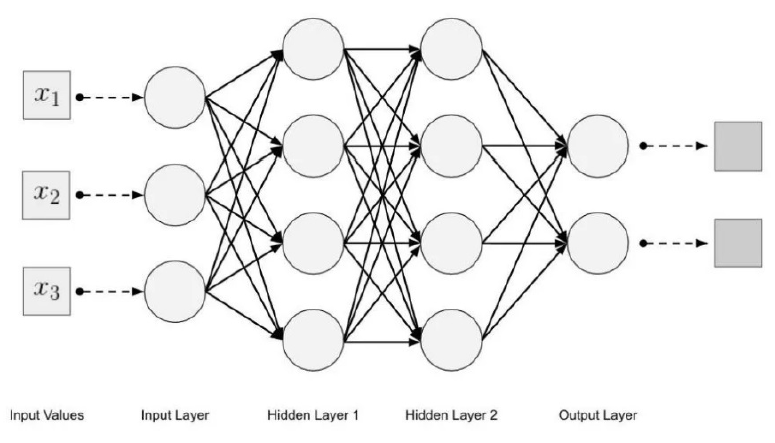 x₁
x₂
x₃
Input Values
Input Layer
Hidden Layer 1
Hidden Layer 2
Output Layer